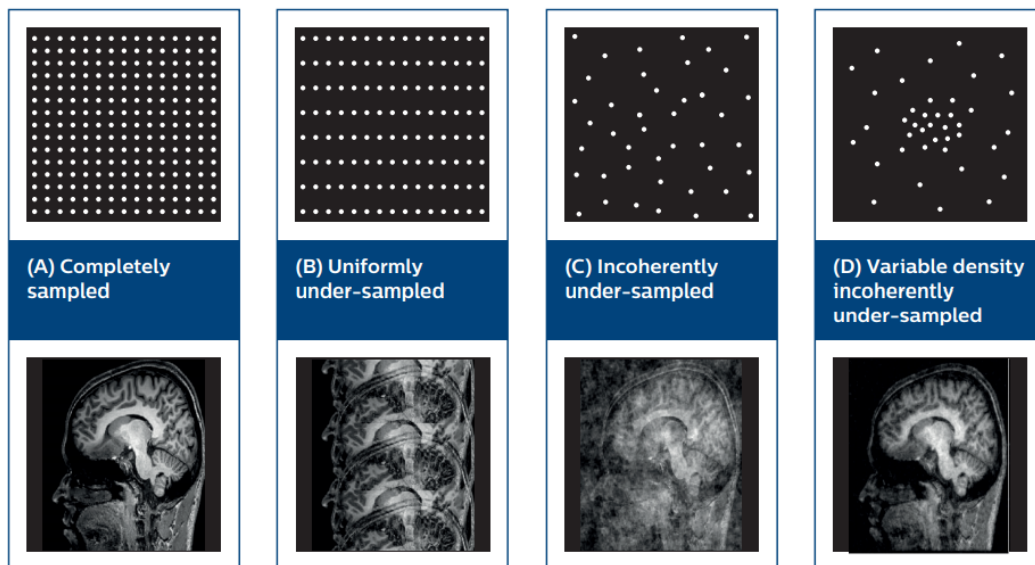 (A) Completely
sampled
(B) Uniformly
under-sampled
(C) Incoherently
under-sampled
(D) Variable density
incoherently
under-sampled